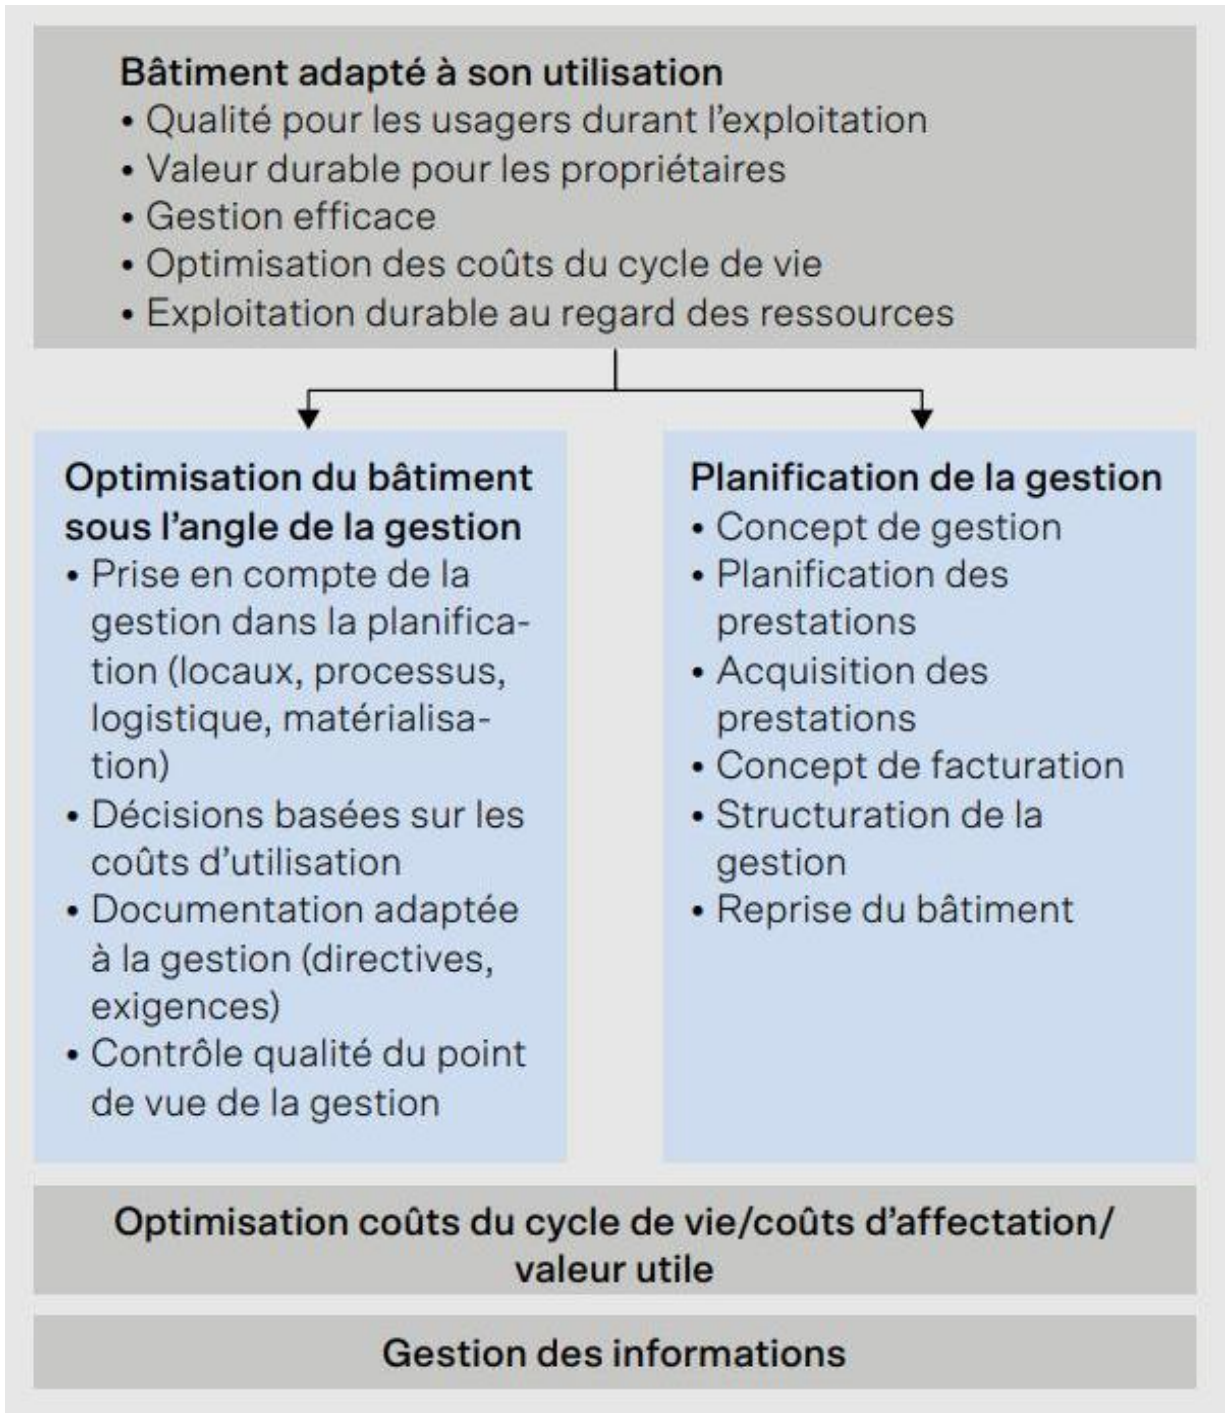 Bâtiment adapté à son utilisation
• Qualité pour les usagers durant l’exploitation
• Valeur durable pour les propriétaires
• Gestion efficace
• Optimisation des coûts du cycle de vie
• Exploitation durable au regard des ressources
Optimisation du bâtiment
sous l’angle de la gestion
• Prise en compte de la
gestion dans la planifica-
tion (locaux, processus,
logistique, matérialisa-
tion)
• Décisions basées sur les
coûts d’utilisation
• Documentation adaptée
à la gestion (directives,
exigences)
• Contrôle qualité du point
de vue de la gestion
Planification de la gestion
• Concept de gestion
• Planification des
prestations
• Acquisition des
prestations
• Concept de facturation
• Structuration de la
gestion
• Reprise du bâtiment
Optimisation coûts du cycle de vie/coûts d’affectation/
valeur utile
Gestion des informations